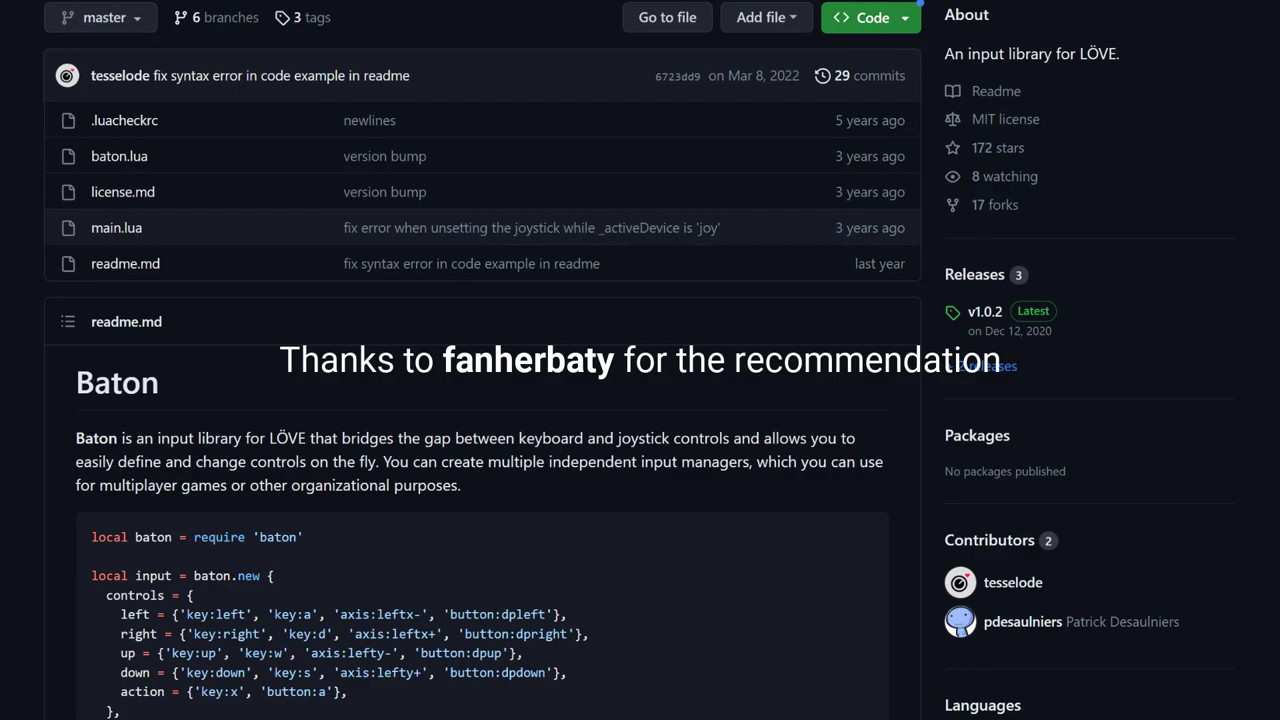 master
6 branches
3 tags
Go to file
Add file
Code
tesselode fix syntax error in code example in readme
6723dd9 on Mar 8, 2022
29 commits
.luacheckrc newlines 5 years ago
baton.lua version bump 3 years ago
license.md version bump 3 years ago
main.lua fix error when unsetting the joystick while _activeDevice is 'joy' 3 years ago
readme.md fix syntax error in code example in readme last year
readme.md
Thanks to fanherbaty for the recommendation
Baton
Baton is an input library for LÖVE that bridges the gap between keyboard and joystick controls and allows you to
easily define and change controls on the fly. You can create multiple independent input managers, which you can use
for multiplayer games or other organizational purposes.
local baton = require 'baton'
local input = baton.new {
controls = {
left = {'key:left', 'key:a', 'axis:leftx-', 'button:dpleft'},
right = {'key:right', 'key:d', 'axis:leftx+', 'button:dpright'},
up = {'key:up', 'key:w', 'axis:lefty-', 'button:dpup'},
down = {'key:down', 'key:s', 'axis:lefty+', 'button:dpdown'},
action = {'key:x', 'button:a'},
},
About
An input library for LÖVE.
Readme
MIT license
172 stars
8 watching
17 forks
Releases 3
v1.0.2 Latest
on Dec 12, 2020
+ 2 releases
Packages
No packages published
Contributors 2
tesselode
pdesaulniers Patrick Desaulniers
Languages